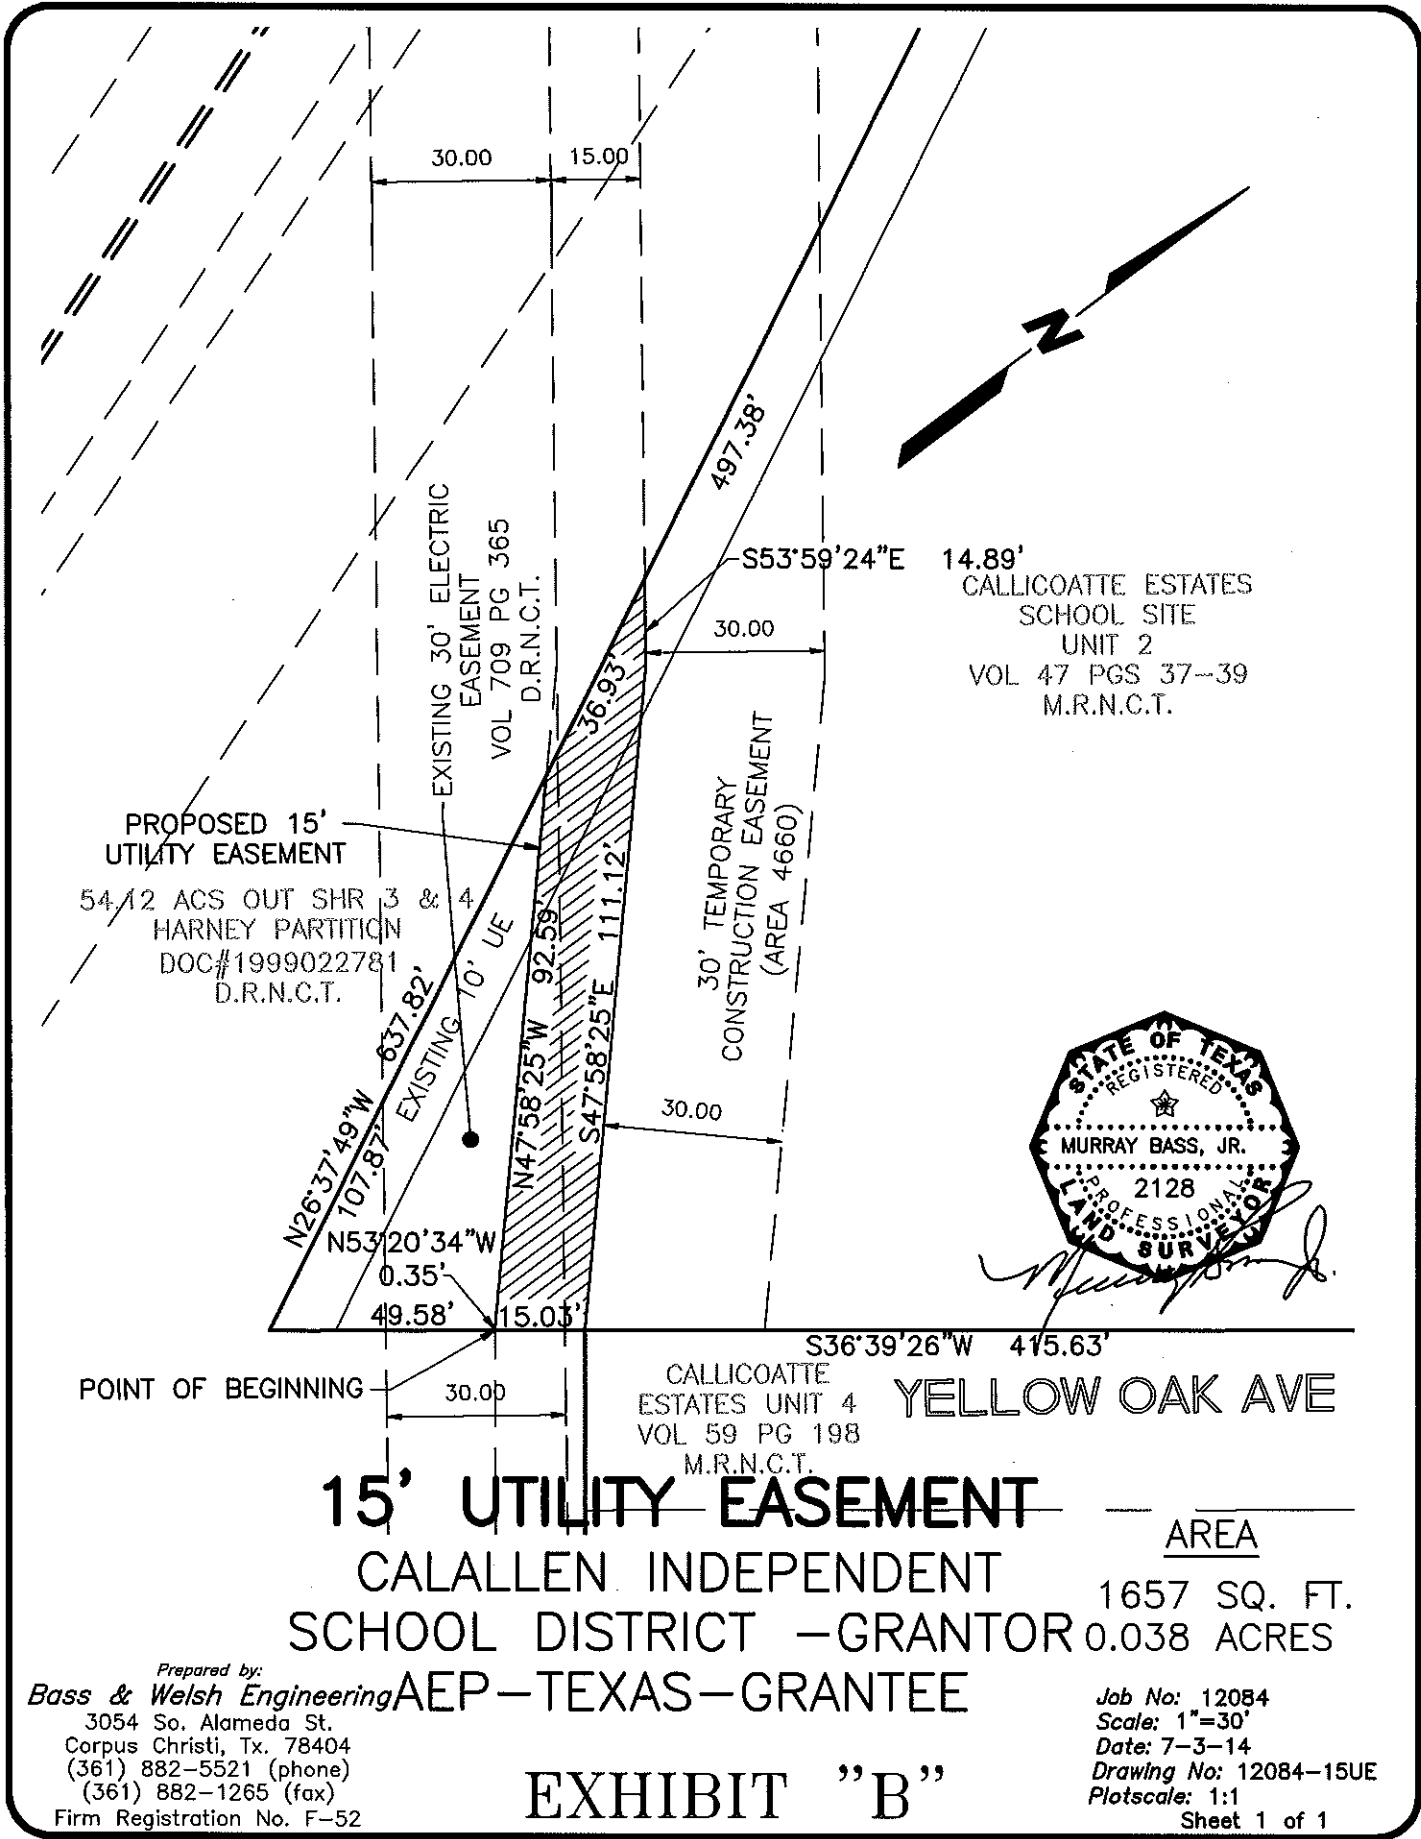 30.00
15.00
N
497.38'
S53°59'24"E 14.89'
CALLICOATTE ESTATES
SCHOOL SITE
UNIT 2
VOL 47 PGS 37-39
M.R.N.C.T.
30.00
EXISTING 30' ELECTRIC
EASEMENT
VOL 709 PG 365
D.R.N.C.T.
36.93'
30' TEMPORARY
CONSTRUCTION EASEMENT
(AREA 4660)
PROPOSED 15'
UTILITY EASEMENT
54.12 ACS OUT SHR 3 & 4
HARNEY PARTITION
DOC#1999022781
D.R.N.C.T.
N26°37'49"W 637.82'
107.87'
EXISTING 10' UE
N47°58'25"W 92.59'
S47°58'25"E 111.12'
30.00
STATE OF TEXAS
REGISTERED
MURRAY BASS, JR.
2128
PROFESSIONAL
LAND SURVEYOR
N53°20'34"W
0.35'
49.58'
15.03'
S36°39'26"W 415.63'
POINT OF BEGINNING
30.00
CALLICOATTE
ESTATES UNIT 4
VOL 59 PG 198
M.R.N.C.T.
YELLOW OAK AVE
15' UTILITY EASEMENT
CALALLEN INDEPENDENT
SCHOOL DISTRICT -GRANTOR
AEP-TEXAS-GRANTEE
AREA
1657 SQ. FT.
0.038 ACRES
Prepared by:
Bass & Welsh Engineering
3054 So. Alameda St.
Corpus Christi, Tx. 78404
(361) 882-5521 (phone)
(361) 882-1265 (fax)
Firm Registration No. F-52
EXHIBIT "B"
Job No: 12084
Scale: 1"=30'
Date: 7-3-14
Drawing No: 12084-15UE
Plotscale: 1:1
Sheet 1 of 1